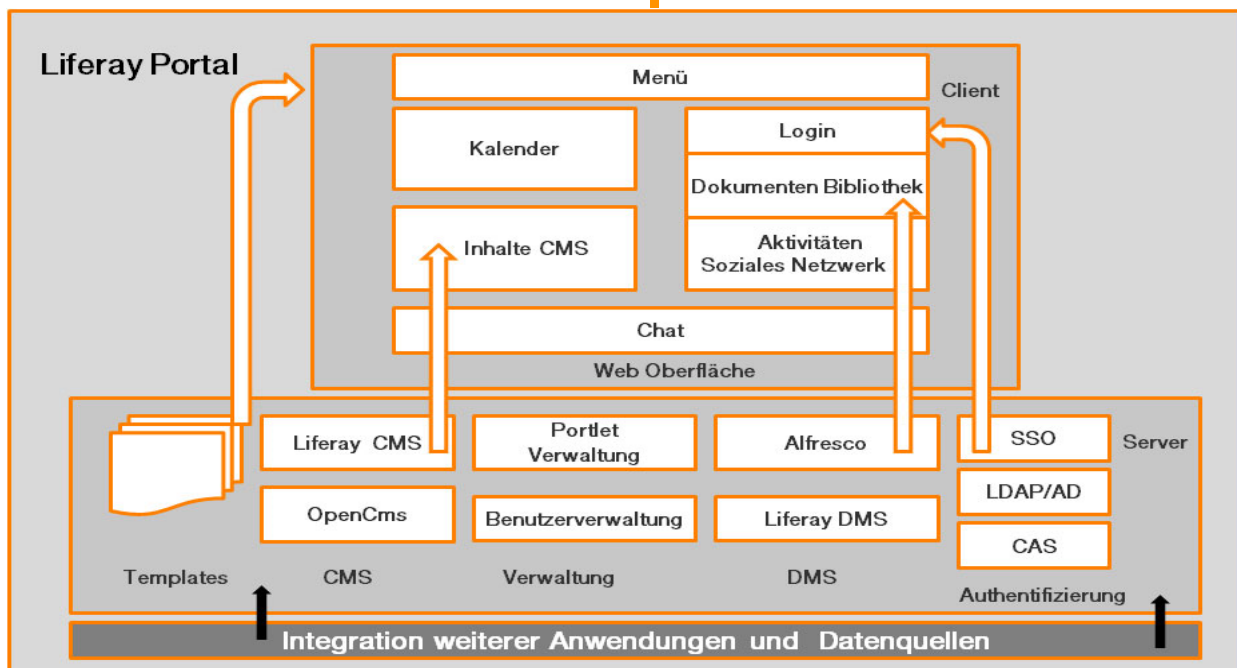 Liferay Portal
Menü
Client
Kalender
Login
Dokumenten Bibliothek
Inhalte CMS
Aktivitäten
Soziales Netzwerk
Chat
Web Oberfläche
Liferay CMS
Portlet
Verwaltung
Alfresco
SSO
Server
LDAP/AD
OpenCms
Benutzerverwaltung
Liferay DMS
CAS
Templates
CMS
Verwaltung
DMS
Authentifizierung
Integration weiterer Anwendungen und Datenquellen